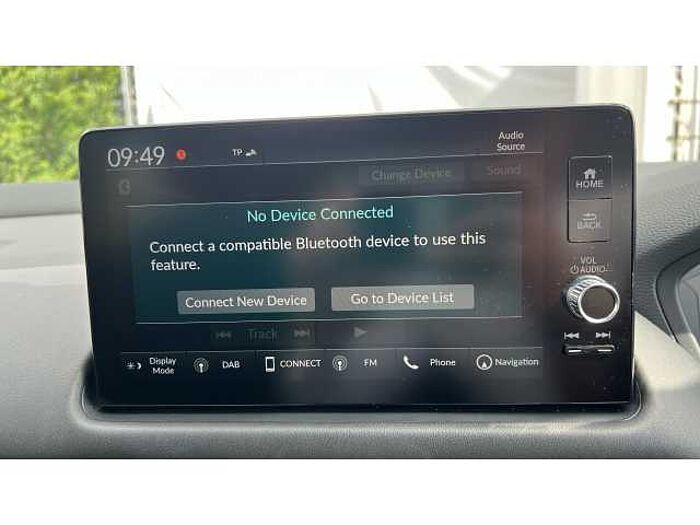 09:49 TP Audio
Source
Change Device Sound
HOME
No Device Connected
BACK
Connect a compatible Bluetooth device to use this
feature.
VOL
AUDIO
Connect New Device Go to Device List
Track
Display
Mode DAB CONNECT FM Phone Navigation